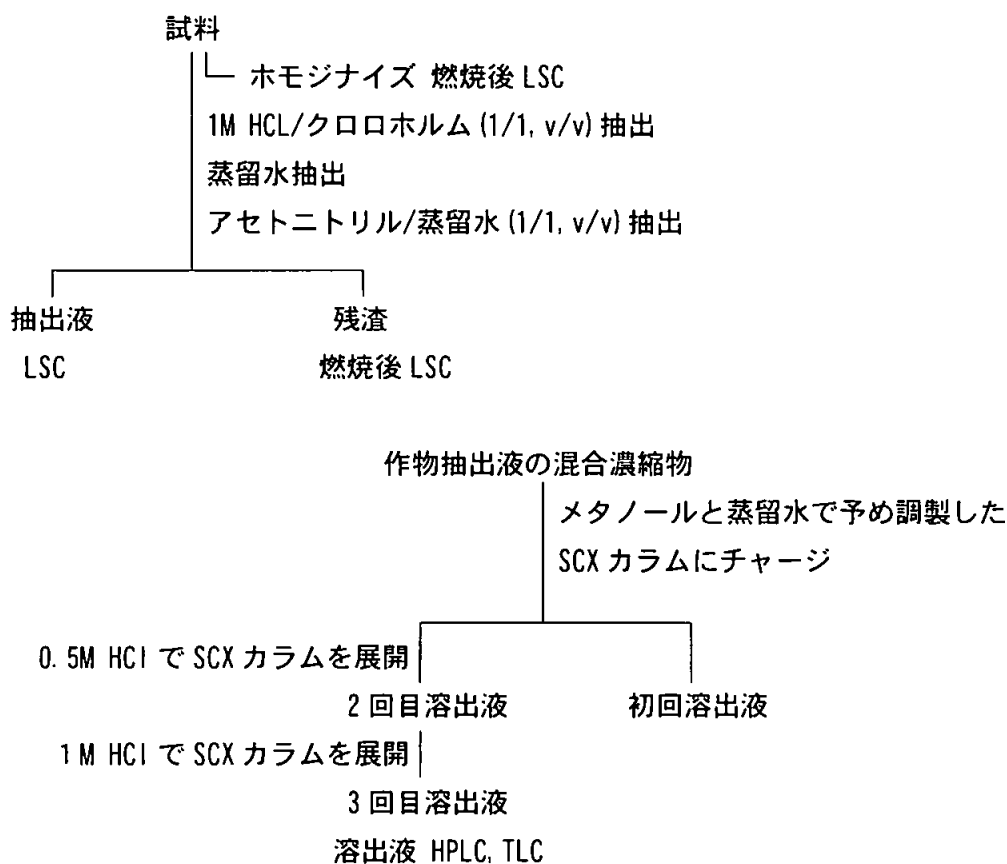 試料
ホモジナイズ 燃焼後 LSC
1M HCL/クロロホルム (1/1, v/v) 抽出
蒸留水抽出
アセトニトリル/蒸留水 (1/1, v/v) 抽出
抽出液 残渣
LSC 燃焼後 LSC
作物抽出液の混合濃縮物
メタノールと蒸留水で予め調製した
SCX カラムにチャージ
0.5M HCl で SCX カラムを展開
2 回目溶出液 初回溶出液
1 M HCl で SCX カラムを展開
3 回目溶出液
溶出液 HPLC, TLC